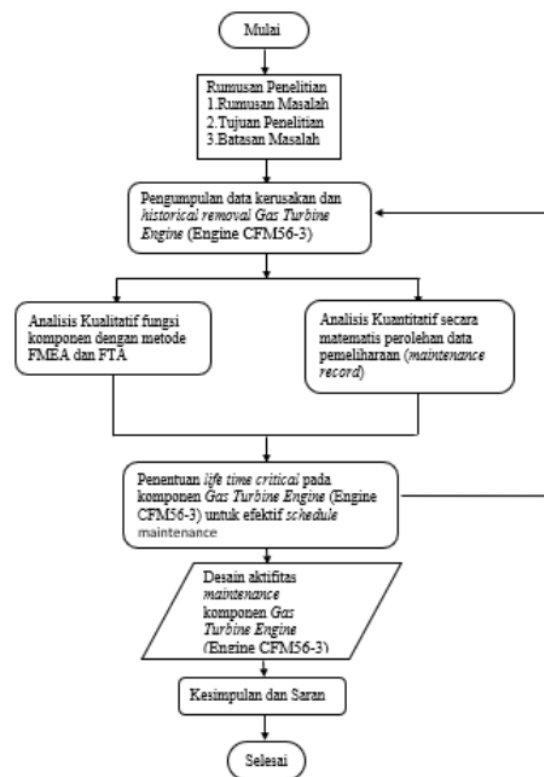 Mulai
Rumusan Penelitian
1.Rumusan Masalah
2.Tujuan Penelitian
3.Batasan Masalah
Pengumpulan data kerusakan dan
historical removal Gas Turbine
Engine (Engine CFM56-3)
Analisis Kualitatif fungsi
komponen dengan metode
FMEA dan FTA
Analisis Kuantitatif secara
matematis perolehan data
pemeliharaan (maintenance
record)
Penentuan life time critical pada
komponen Gas Turbine Engine (Engine
CFM56-3) untuk efektif schedule
maintenance
Desain aktifitas
maintenance
komponen Gas
Turbine Engine
(Engine CFM56-3)
Kesimpulan dan Saran
Selesai